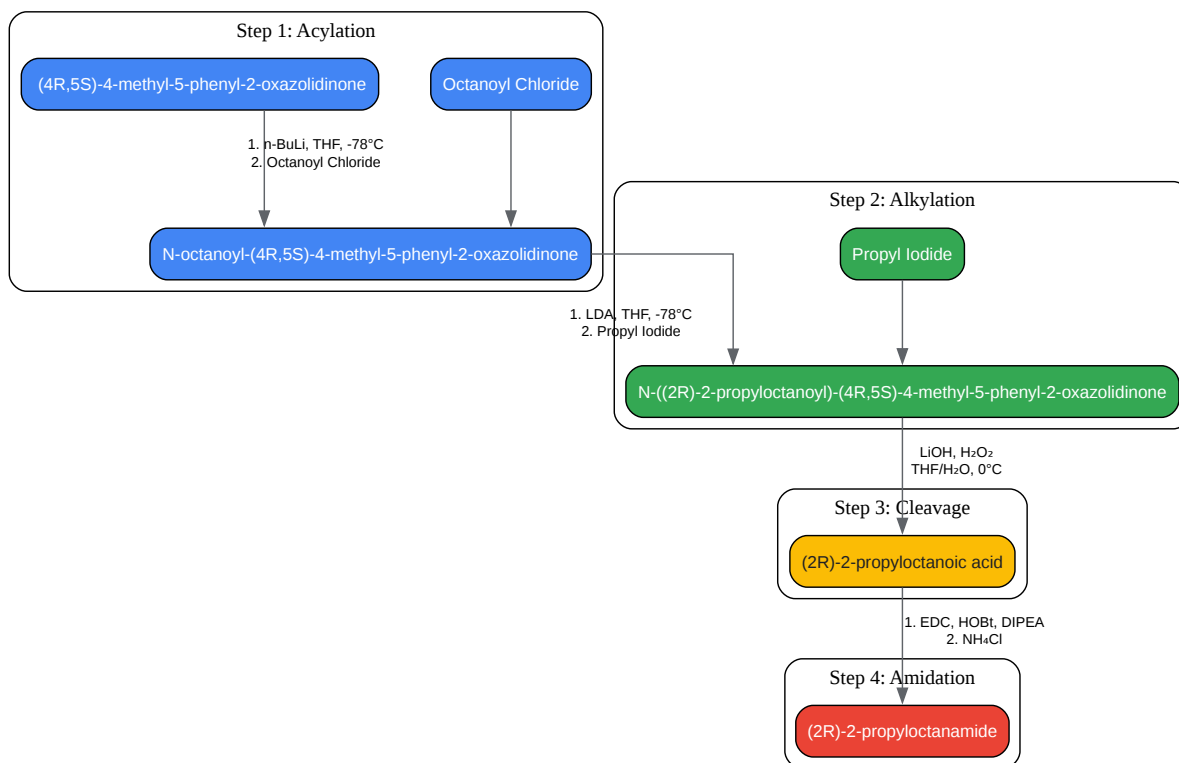 Step 1: Acylation
(4R,5S)-4-methyl-5-phenyl-2-oxazolidinone
Octanoyl Chloride
1. n-BuLi, THF, -78°C
2. Octanoyl Chloride
N-octanoyl-(4R,5S)-4-methyl-5-phenyl-2-oxazolidinone
Step 2: Alkylation
Propyl Iodide
1. LDA, THF, -78°C
2. Propyl Iodide
N-((2R)-2-propyloctanoyl)-(4R,5S)-4-methyl-5-phenyl-2-oxazolidinone
LiOH, H₂O₂
THF/H₂O, 0°C
Step 3: Cleavage
(2R)-2-propyloctanoic acid
1. EDC, HOBt, DIPEA
2. NH₄Cl
Step 4: Amidation
(2R)-2-propyloctanamide